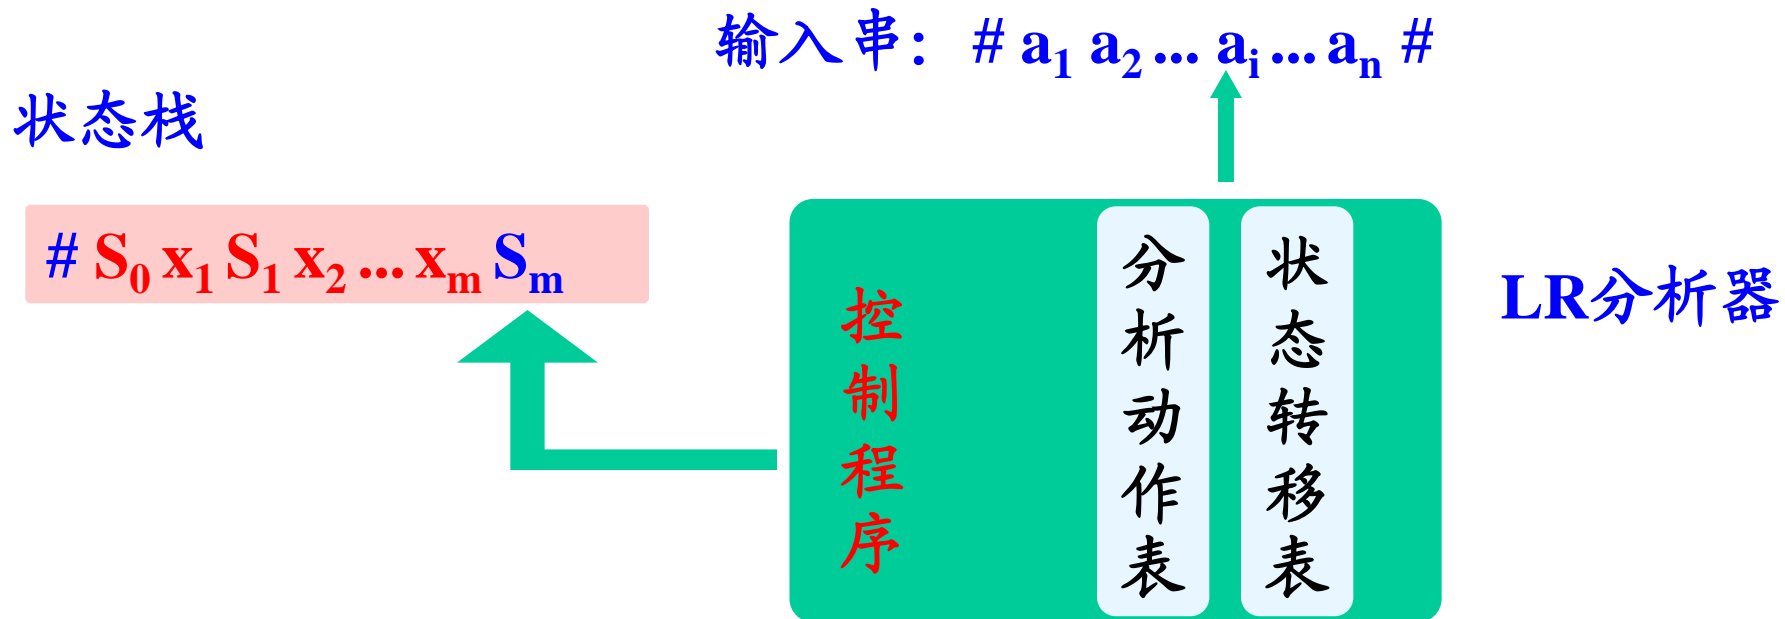 输入串：# a₁ a₂ ... aᵢ ... aₙ #
状态栈
# S₀ x₁ S₁ x₂ ... xₘ Sₘ
控制程序
分析动作表
状态转移表
LR分析器